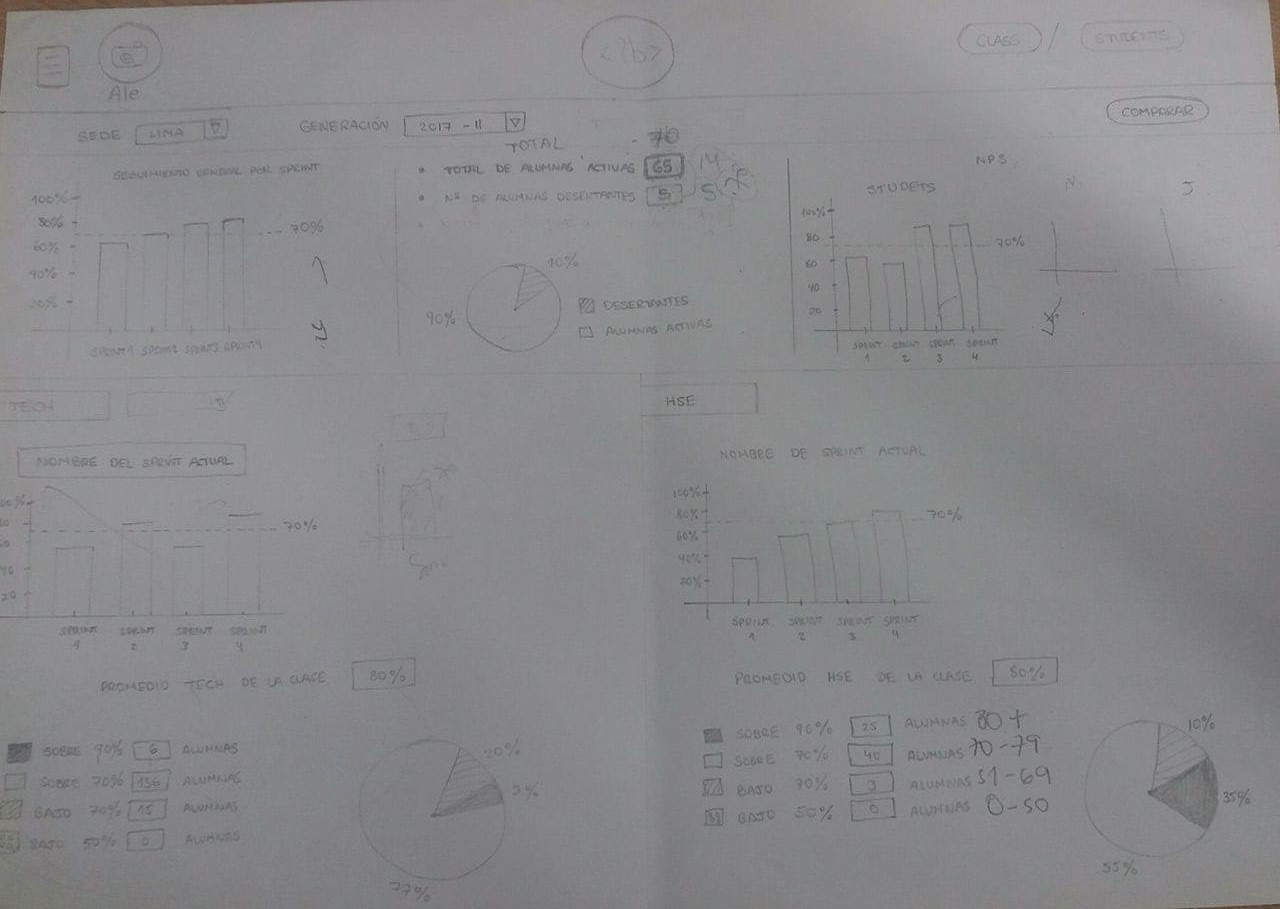 CLASS / STUDENTS
Ale
COMPARAR
SEDE LIMA
GENERACIÓN 2017 - II
TOTAL - 70
SEGUIMIENTO GENERAL POR SPRINT
100%
80%
60%
40%
20%
70%
SPRINT1 SPRINT2 SPRINT3 SPRINT4
TOTAL DE ALUMNAS ACTIVAS 65 14
Nº DE ALUMNAS DESERTANTES 5 5
10%
90%
DESERTANTES
ALUMNAS ACTIVAS
NPS
STUDETS
100%
80
60
40
20
70%
SPRINT SPRINT SPRINT SPRINT
1 2 3 4
J
TECH
NOMBRE DEL SPRINT ACTUAL
70%
40
20
SPRINT SPRINT SPRINT SPRINT
1 2 3 4
PROMEDIO TECH DE LA CLASE 80%
SOBRE 90% 6 ALUMNAS
SOBRE 70% 136 ALUMNAS
BAJO 70% 15 ALUMNAS
BAJO 50% 0 ALUMNAS
20%
3%
77%
HSE
NOMBRE DE SPRINT ACTUAL
100%
80%
60%
40%
20%
70%
SPRINT SPRINT SPRINT SPRINT
1 2 3 4
PROMEDIO HSE DE LA CLASE 80%
SOBRE 90% 25 ALUMNAS 80 +
SOBRE 70% 40 ALUMNAS 70 - 79
BAJO 70% 3 ALUMNAS 51 - 69
BAJO 50% 0 ALUMNAS 0 - 50
10%
35%
55%